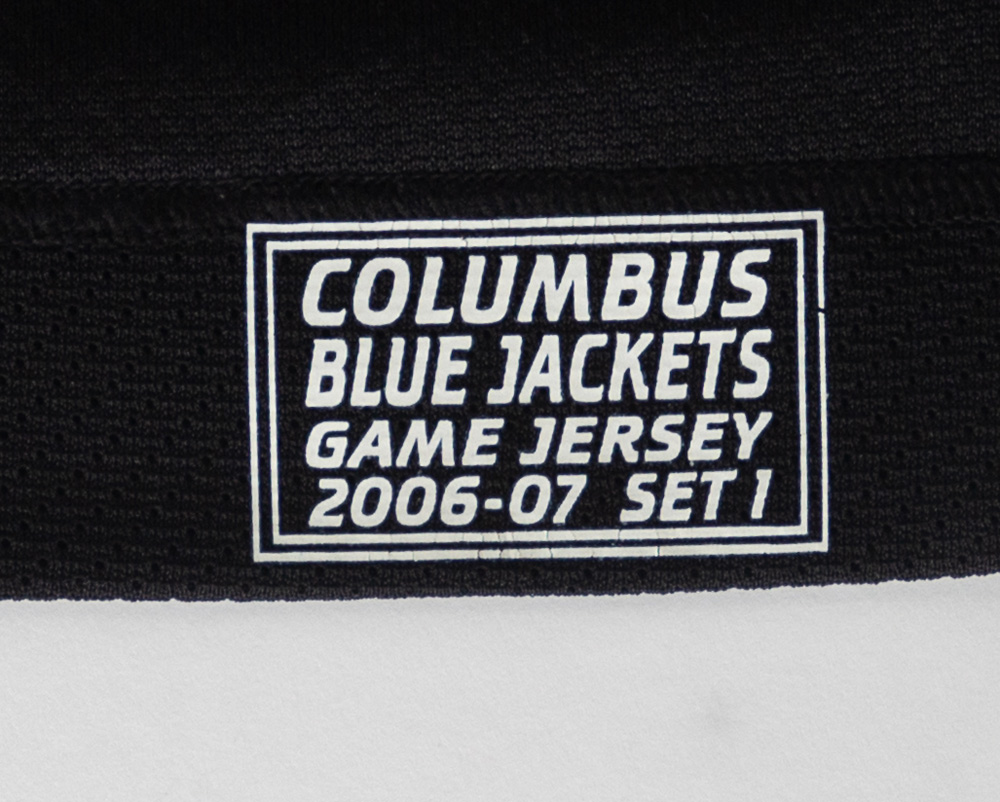 COLUMBUS
BLUE JACKETS
GAME JERSEY
2006-07 SET 1